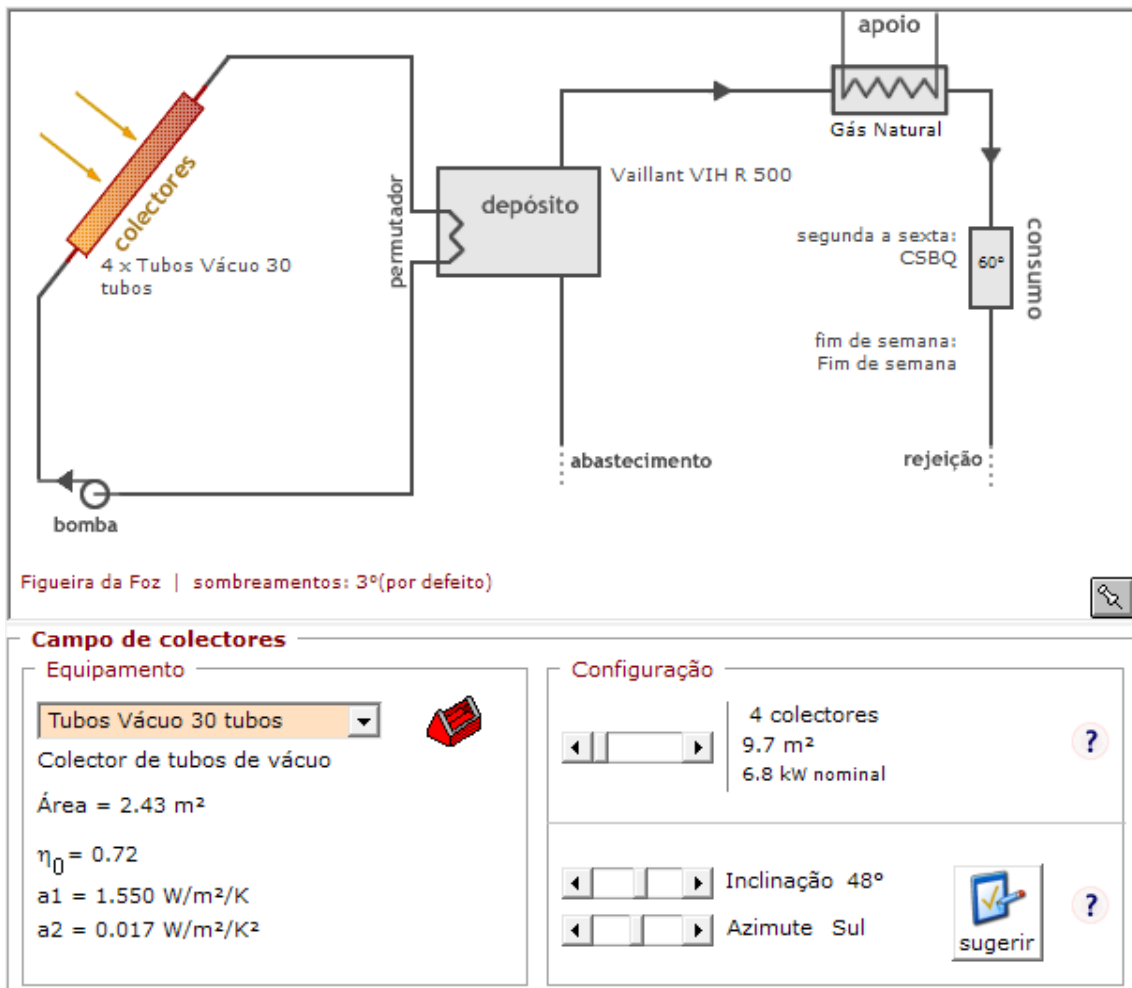 apoio
Gás Natural
colectores
4 x Tubos Vácuo 30
tubos
permutador
depósito
Vaillant VIH R 500
segunda a sexta:
CSBQ
60°
consumo
fim de semana:
Fim de semana
abastecimento
rejeição
bomba
Figueira da Foz | sombreamentos: 3º(por defeito)
Campo de colectores
Equipamento
Tubos Vácuo 30 tubos
Colector de tubos de vácuo
Área = 2.43 m²
η0 = 0.72
a1 = 1.550 W/m²/K
a2 = 0.017 W/m²/K²
Configuração
4 colectores
9.7 m²
6.8 kW nominal
?
Inclinação 48º
Azimute Sul
sugerir
?